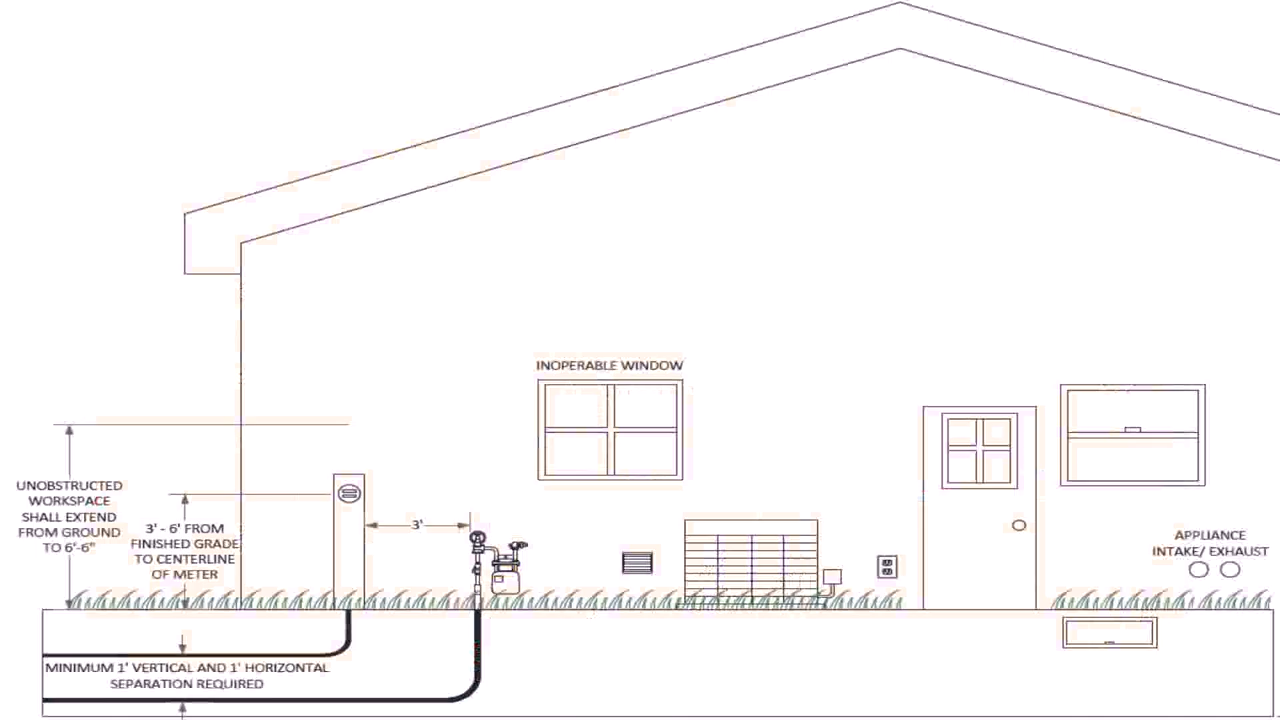 INOPERABLE WINDOW
UNOBSTRUCTED
WORKSPACE
SHALL EXTEND
FROM GROUND
TO 6'-6"
3' - 6' FROM
FINISHED GRADE
TO CENTERLINE
OF METER
3'
APPLIANCE
INTAKE/ EXHAUST
MINIMUM 1' VERTICAL AND 1' HORIZONTAL
SEPARATION REQUIRED